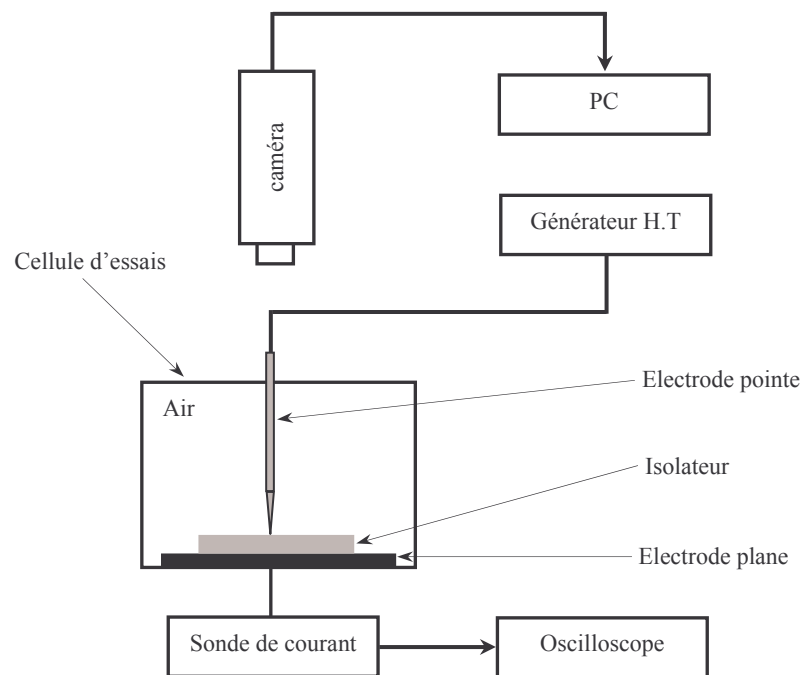 PC
caméra
Générateur H.T
Cellule d'essais
Electrode pointe
Air
Isolateur
Electrode plane
Sonde de courant
Oscilloscope